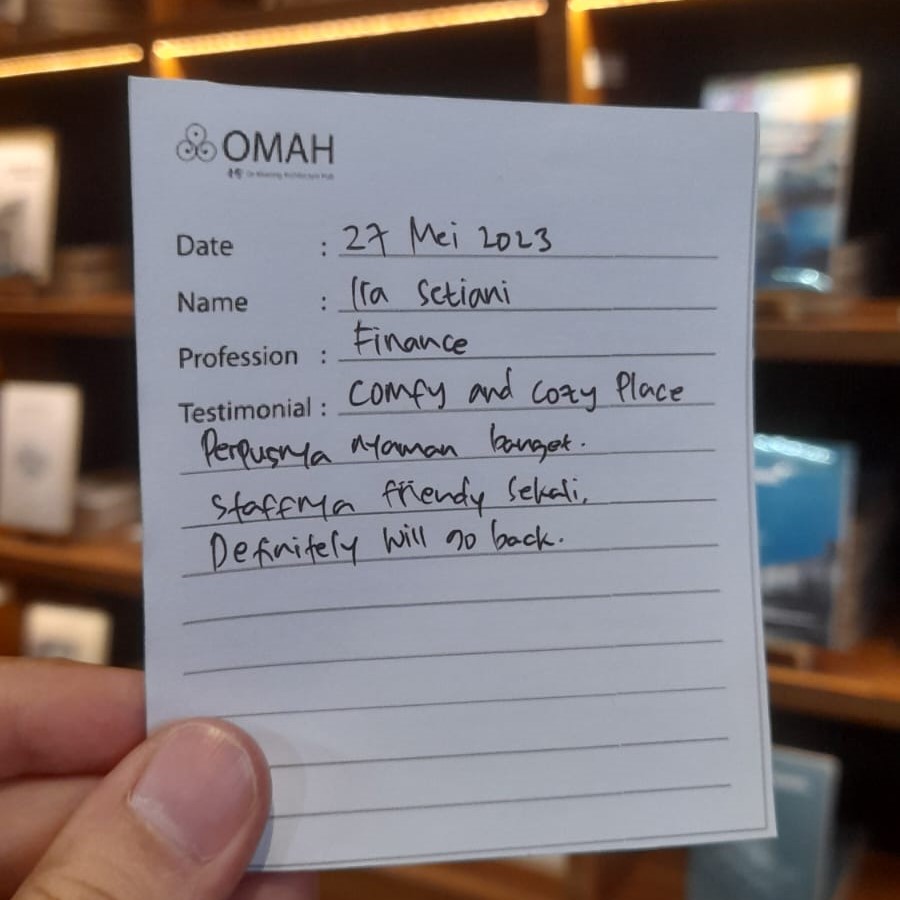 OMAH
Date : 27 Mei 2023
Name : Ira Setiani
Profession : Finance
Testimonial : Comfy and Cozy Place
Perpusnya nyaman banget.
Staffnya friendy sekali,
Definitely will go back.